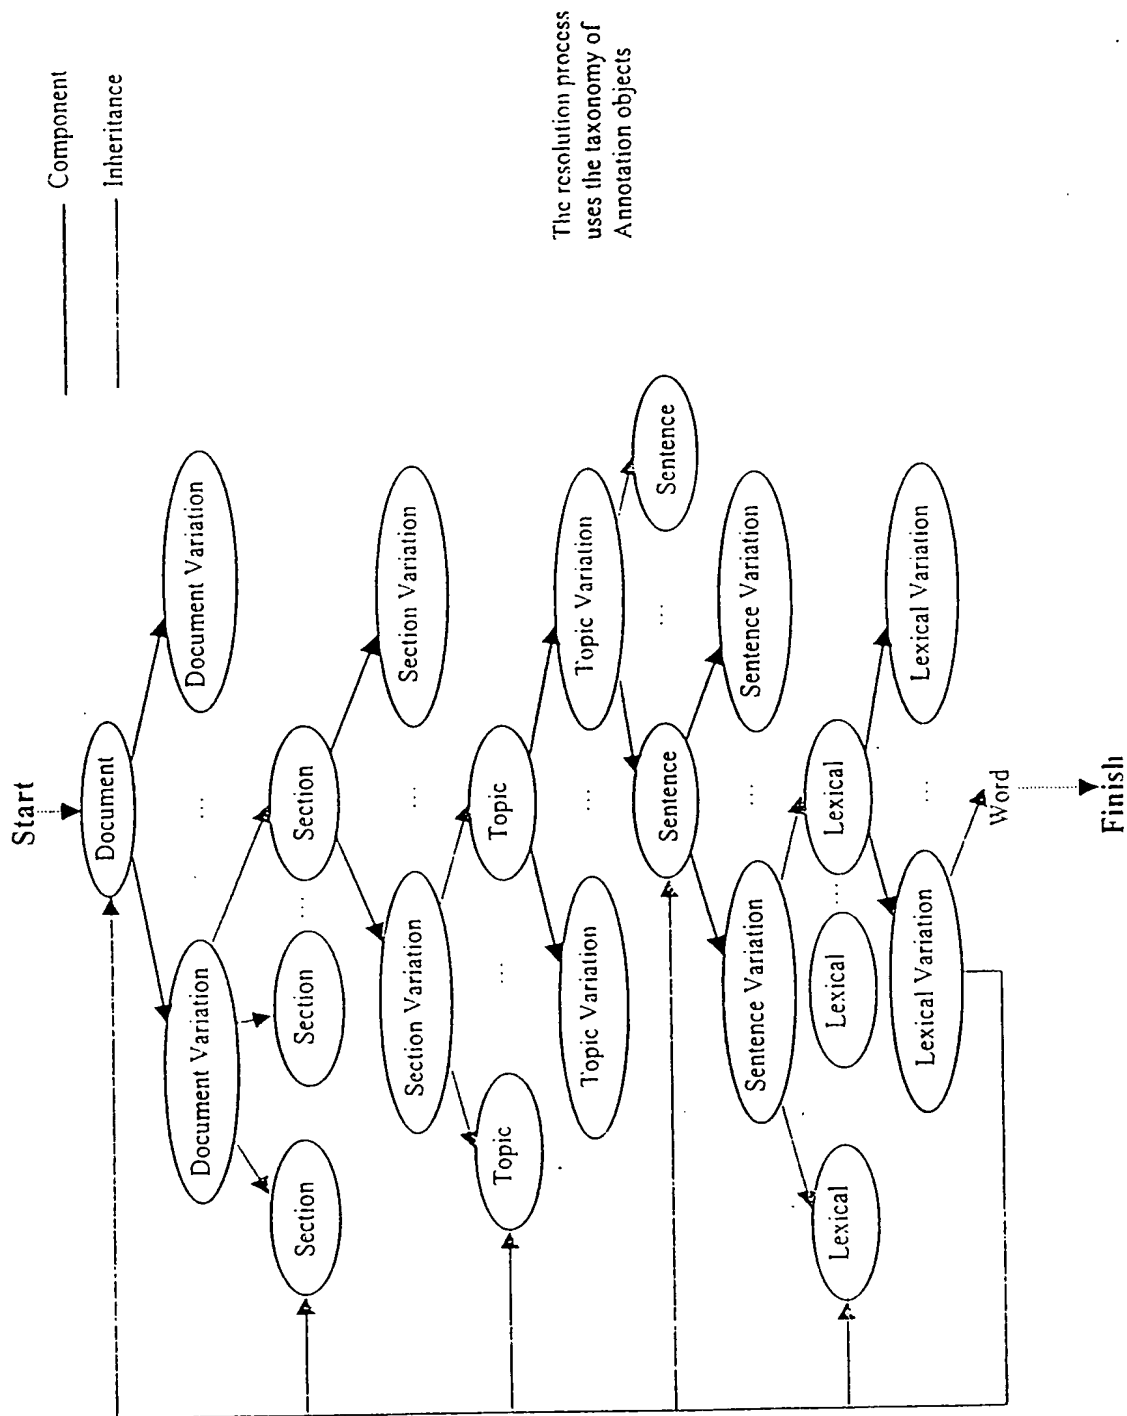 Component
Inheritance
The resolution process
uses the taxonomy of
Annotation objects
Start
Document
Document Variation
...
Document Variation
Section
Section
...
Section
Section Variation
...
Section Variation
Topic
...
Topic
Topic Variation
...
Topic Variation
Sentence
...
Sentence
Sentence Variation
Sentence Variation
Lexical
Lexical
...
Lexical
Lexical Variation
...
Lexical Variation
Word
Finish